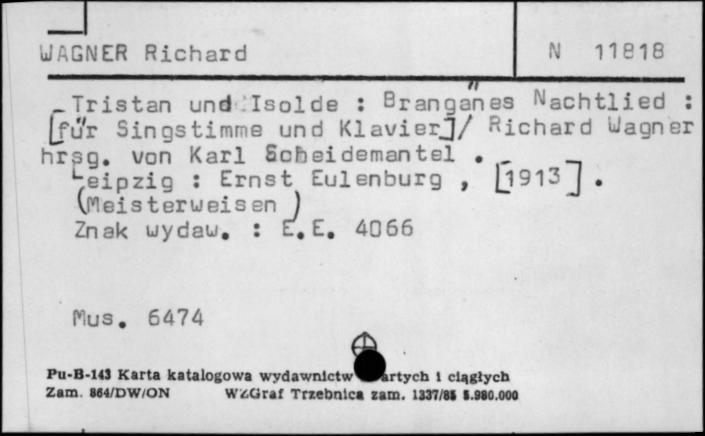 WAGNER Richard N 11818
Tristan und Isolde : Brangänes Nachtlied :
[für Singstimme und Klavier]/ Richard Wagner
hrsg. von Karl Scheidemantel .
Leipzig : Ernst Eulenburg , [1913] .
(Meisterweisen )
Znak wydaw. : E.E. 4066
Mus. 6474
Pu-B-143 Karta katalogowa wydawnictw artych i ciągłych
Zam. 864/DW/ON WZGraf Trzebnica zam. 1337/85 5.980.000